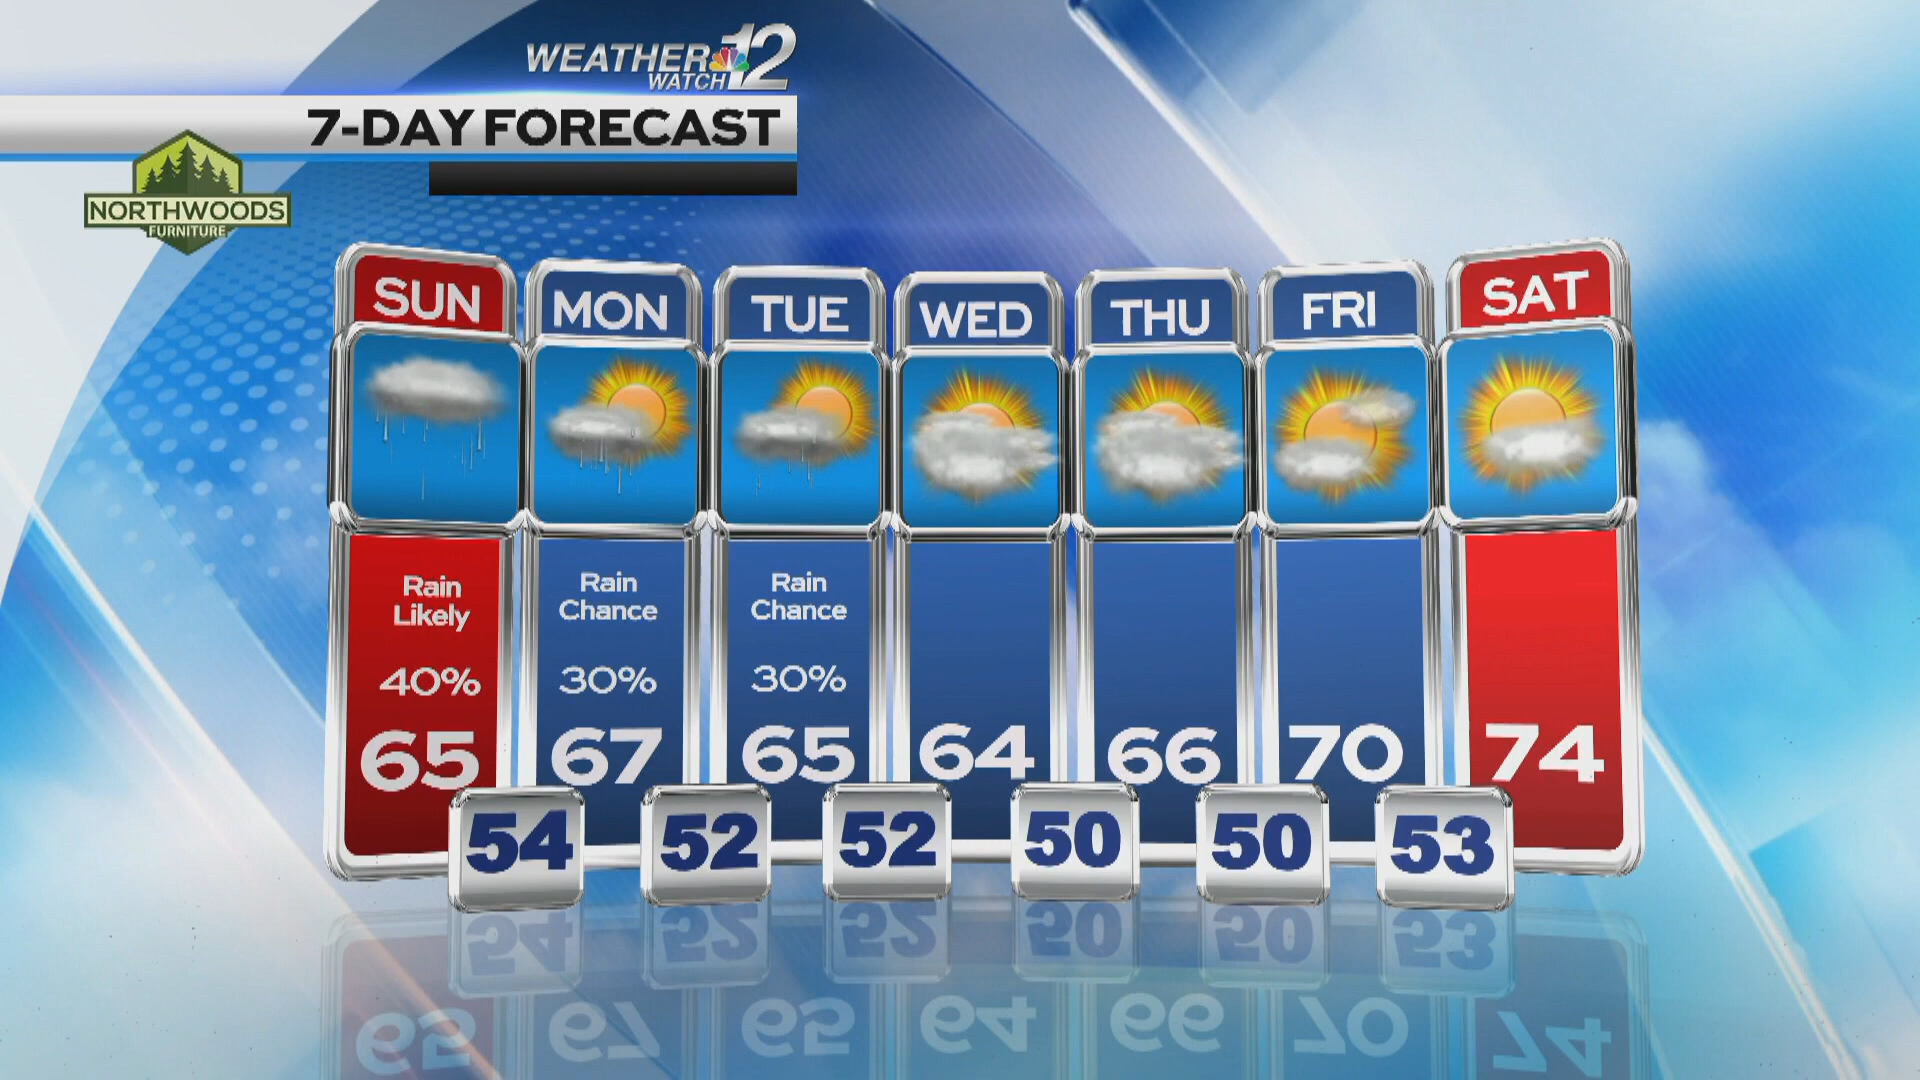 WEATHER 12
WATCH
7-DAY FORECAST
NORTHWOODS
FURNITURE
SUN MON TUE WED THU FRI SAT
Rain Rain Rain
Likely Chance Chance
40% 30% 30%
65 67 65 64 66 70 74
54 52 52 50 50 53